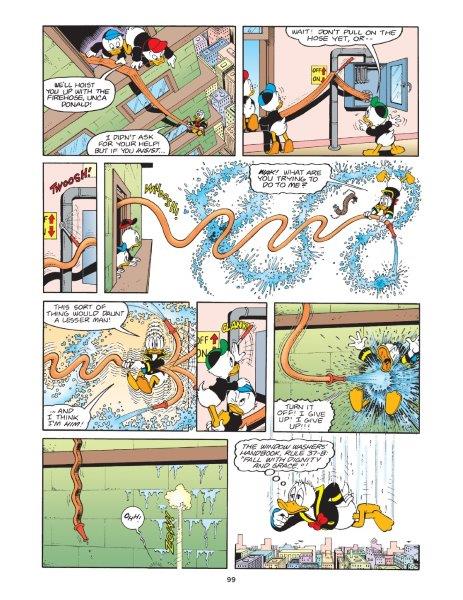 WE'LL HOIST
YOU UP WITH THE
FIREHOSE, UNCA
DONALD!
I DIDN'T ASK
FOR YOUR HELP!
BUT IF YOU INSIST...
WAIT! DON'T PULL ON
THE HOSE YET, OR--
OFF
ON
TWOOSH!
WHOOSH!
WAK! WHAT ARE
YOU TRYING TO
DO TO ME?
THIS SORT OF
THING WOULD DAUNT
A LESSER MAN!
...AND
I THINK
I'M HIM!
CLANK!
OFF
ON
TURN IT
OFF! I GIVE
UP! I GIVE
UP!!!
OOH!
THE WINDOW WASHERS'
HANDBOOK, RULE 37-B:
"FALL WITH DIGNITY
AND GRACE."!
99